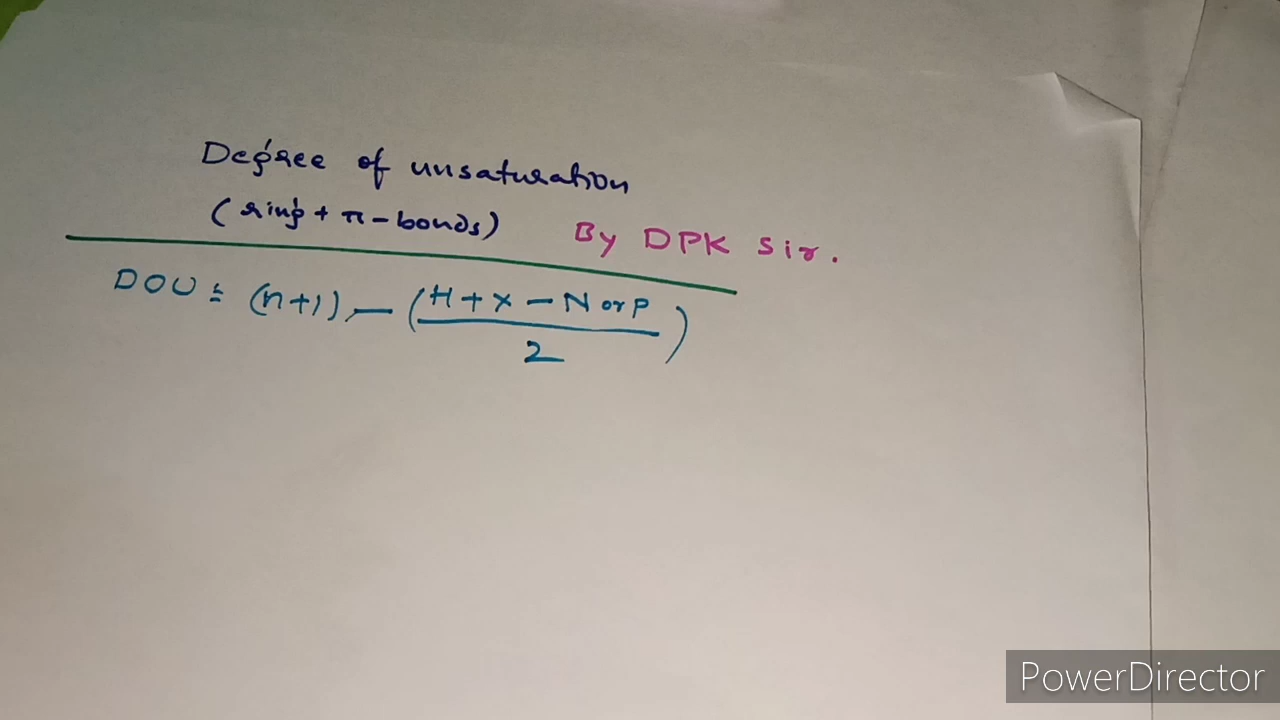 Degree of unsaturation
(ring + π - bonds) By DPK Sir.
DOU = (n+1) - (H + X - N or P / 2)
PowerDirector